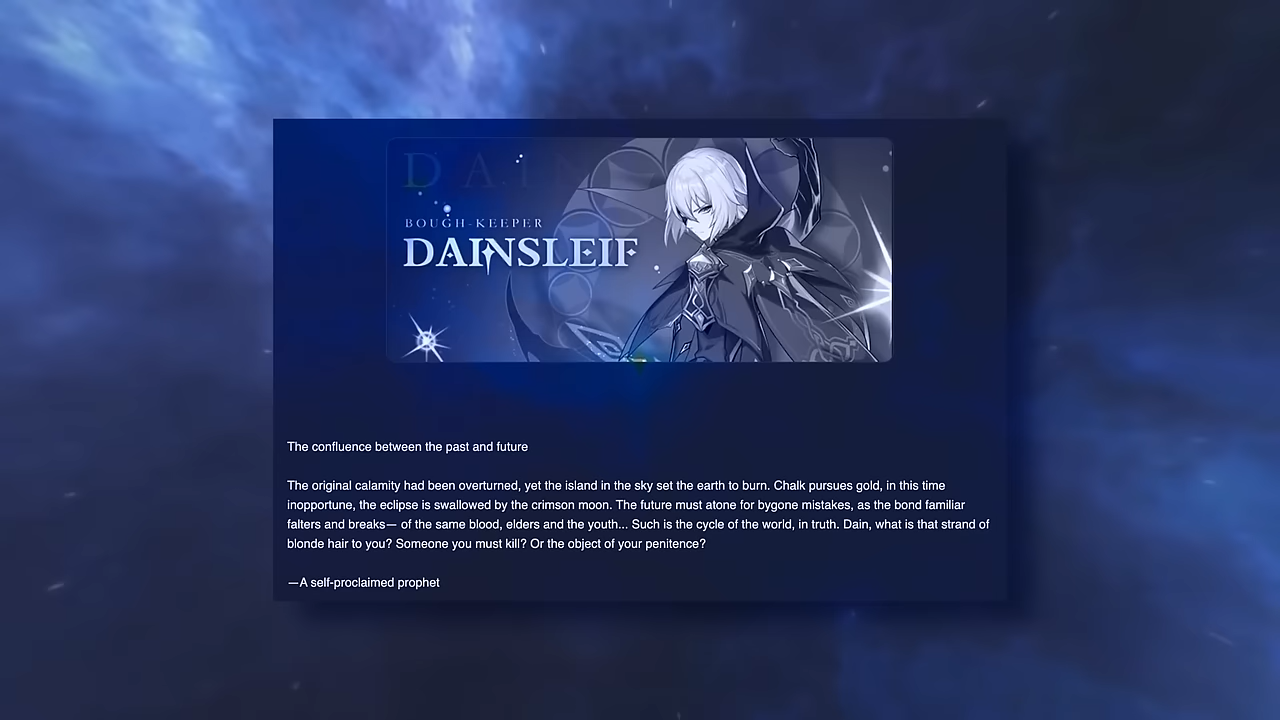 DAIN
BOUGH-KEEPER
DAINSLEIF
The confluence between the past and future
The original calamity had been overturned, yet the island in the sky set the earth to burn. Chalk pursues gold, in this time
inopportune, the eclipse is swallowed by the crimson moon. The future must atone for bygone mistakes, as the bond familiar
falters and breaks— of the same blood, elders and the youth... Such is the cycle of the world, in truth. Dain, what is that strand of
blonde hair to you? Someone you must kill? Or the object of your penitence?
—A self-proclaimed prophet